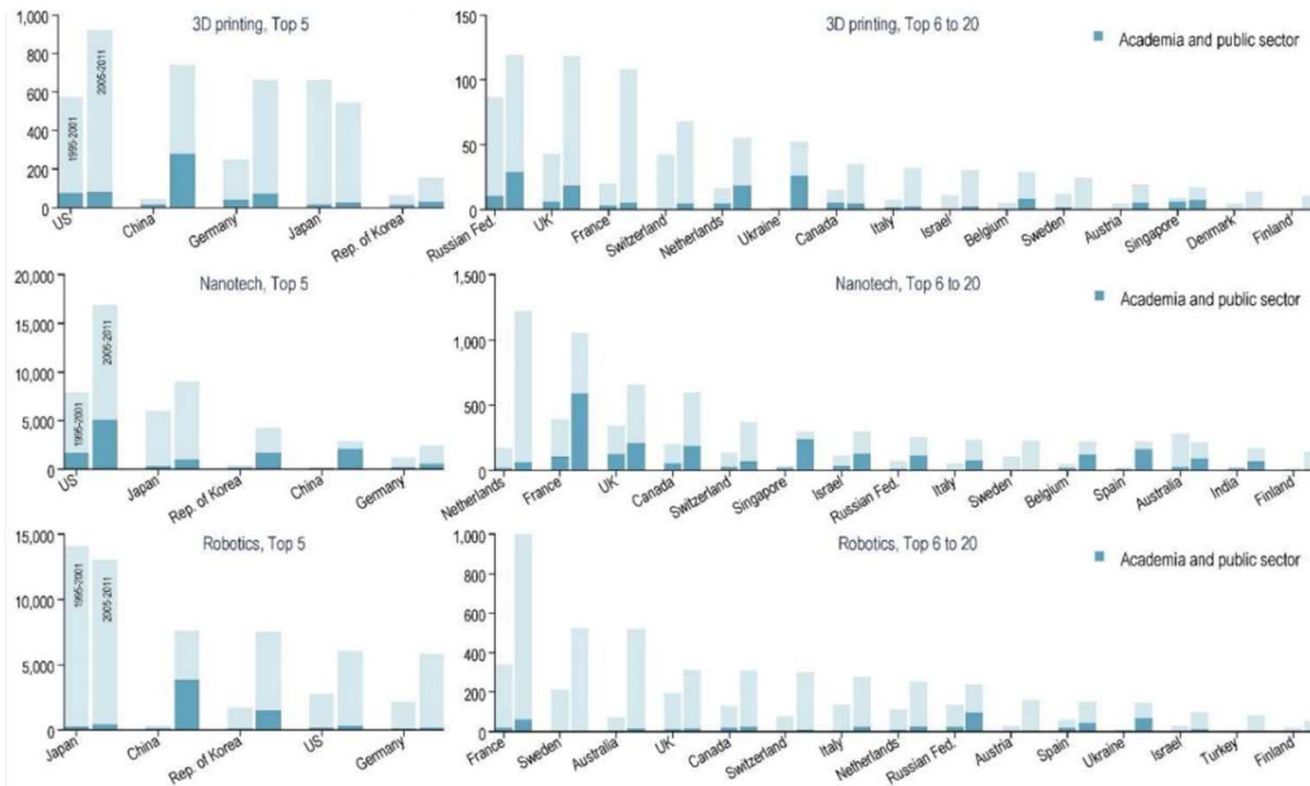 3D printing, Top 5
1,000
800
600
400
200
0
1995-2001
2005-2011
US
China
Germany
Japan
Rep. of Korea
3D printing, Top 6 to 20
Academia and public sector
150
100
50
0
Russian Fed.
UK
France
Switzerland
Netherlands
Ukraine
Canada
Italy
Israel
Belgium
Sweden
Austria
Singapore
Denmark
Finland
Nanotech, Top 5
20,000
15,000
10,000
5,000
0
1995-2001
2005-2011
US
Japan
Rep. of Korea
China
Germany
Nanotech, Top 6 to 20
Academia and public sector
1,500
1,000
500
0
Netherlands
France
UK
Canada
Switzerland
Singapore
Israel
Russian Fed.
Italy
Sweden
Belgium
Spain
Australia
India
Finland
Robotics, Top 5
15,000
10,000
5,000
0
1995-2001
2005-2011
Japan
China
Rep. of Korea
US
Germany
Robotics, Top 6 to 20
Academia and public sector
1,000
800
600
400
200
0
France
Sweden
Australia
UK
Canada
Switzerland
Italy
Netherlands
Russian Fed.
Austria
Spain
Ukraine
Israel
Turkey
Finland